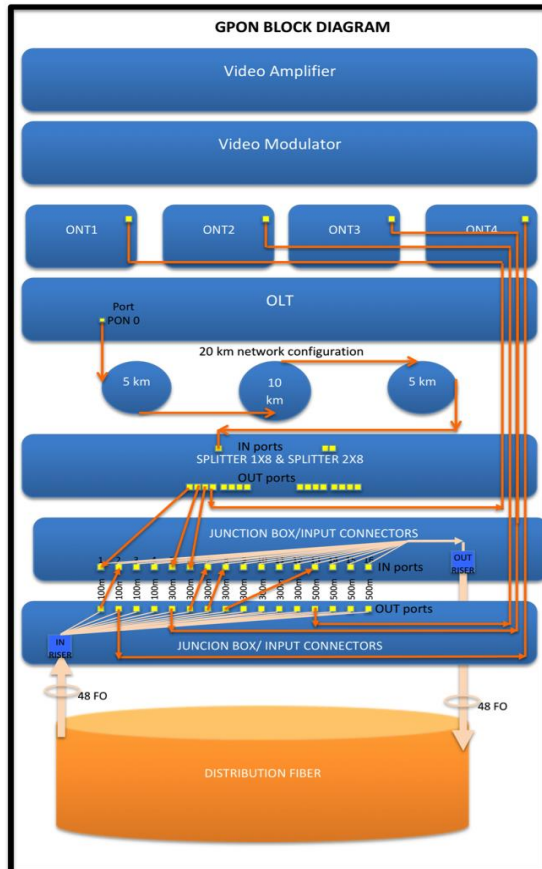 GPON BLOCK DIAGRAM
Video Amplifier
Video Modulator
ONT1
ONT2
ONT3
ONT4
OLT
Port
PON 0
20 km network configuration
5 km
10
km
5 km
IN ports
SPLITTER 1X8 & SPLITTER 2X8
OUT ports
JUNCTION BOX/INPUT CONNECTORS
OUT
RISER
IN ports
100m
100m
100m
100m
300m
300m
300m
300m
300m
300m
300m
300m
500m
500m
500m
500m
OUT ports
IN
RISER
JUNCION BOX/ INPUT CONNECTORS
48 FO
48 FO
DISTRIBUTION FIBER